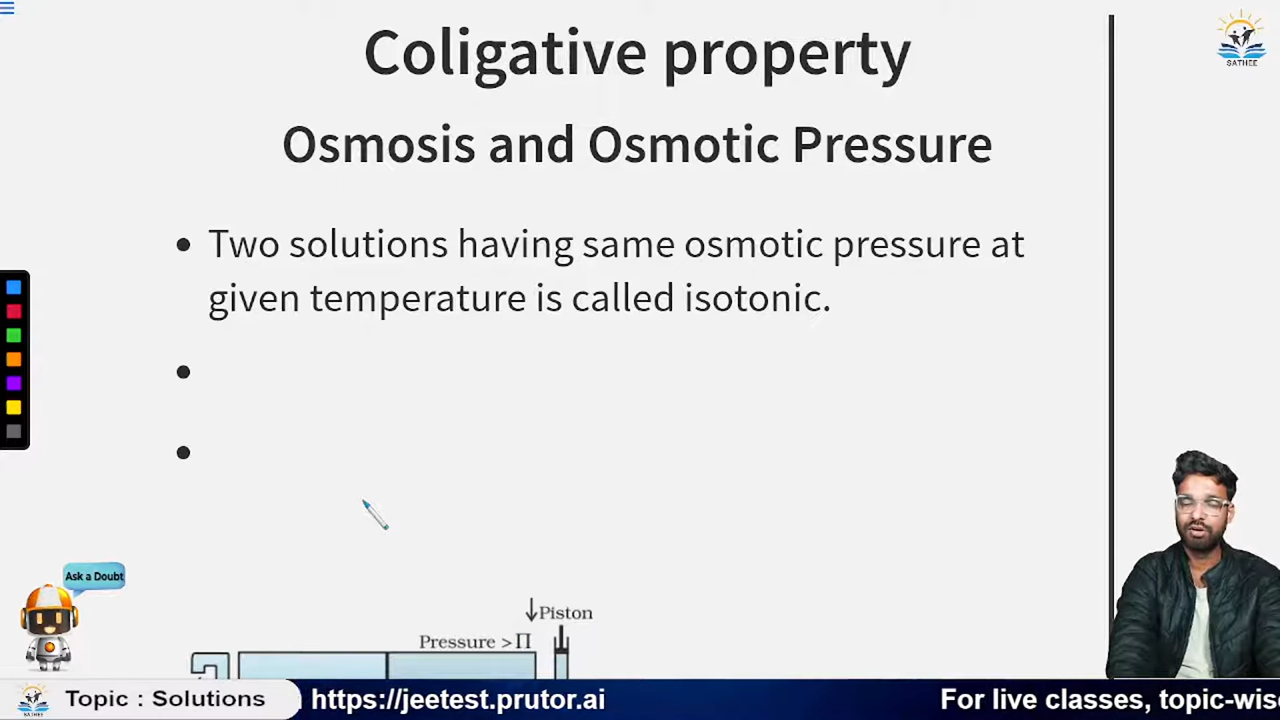 Coligative property
SATHEE
Osmosis and Osmotic Pressure
• Two solutions having same osmotic pressure at
given temperature is called isotonic.
•
•
Ask a Doubt
Piston
Pressure >Π
SATHEE
Topic : Solutions
https://jeetest.prutor.ai
For live classes, topic-wis